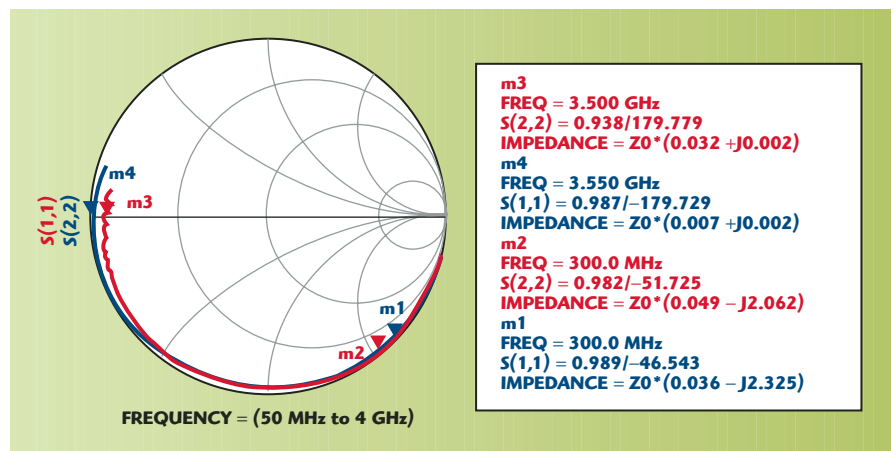 m4
m3
S(1,1)
S(2,2)
m1
m2
FREQUENCY = (50 MHz to 4 GHz)
m3
FREQ = 3.500 GHz
S(2,2) = 0.938/179.779
IMPEDANCE = Z0*(0.032 +J0.002)
m4
FREQ = 3.550 GHz
S(1,1) = 0.987/–179.729
IMPEDANCE = Z0*(0.007 +J0.002)
m2
FREQ = 300.0 MHz
S(2,2) = 0.982/–51.725
IMPEDANCE = Z0*(0.049 – J2.062)
m1
FREQ = 300.0 MHz
S(1,1) = 0.989/–46.543
IMPEDANCE = Z0*(0.036 – J2.325)